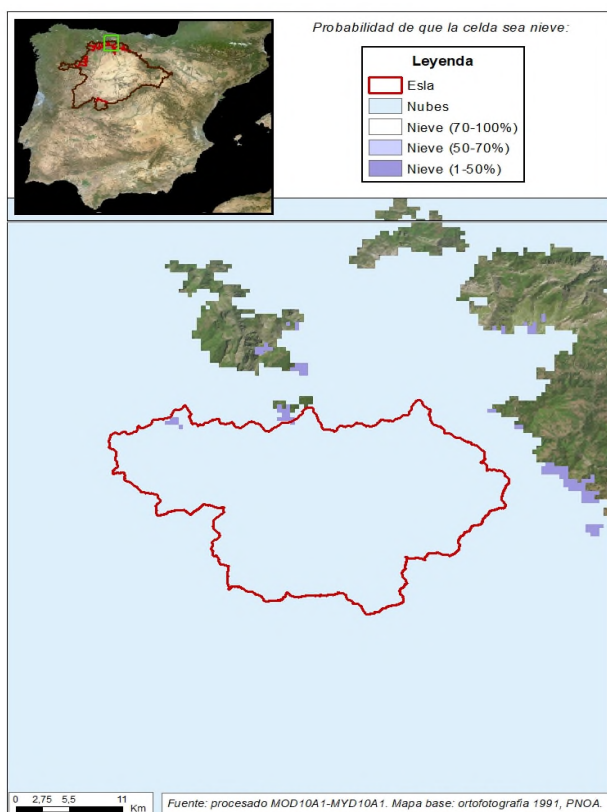 Probabilidad de que la celda sea nieve:
Leyenda
Esla
Nubes
Nieve (70-100%)
Nieve (50-70%)
Nieve (1-50%)
0 2,75 5,5 11
Km
Fuente: procesado MOD10A1-MYD10A1. Mapa base: ortofotografia 1991, PNOA